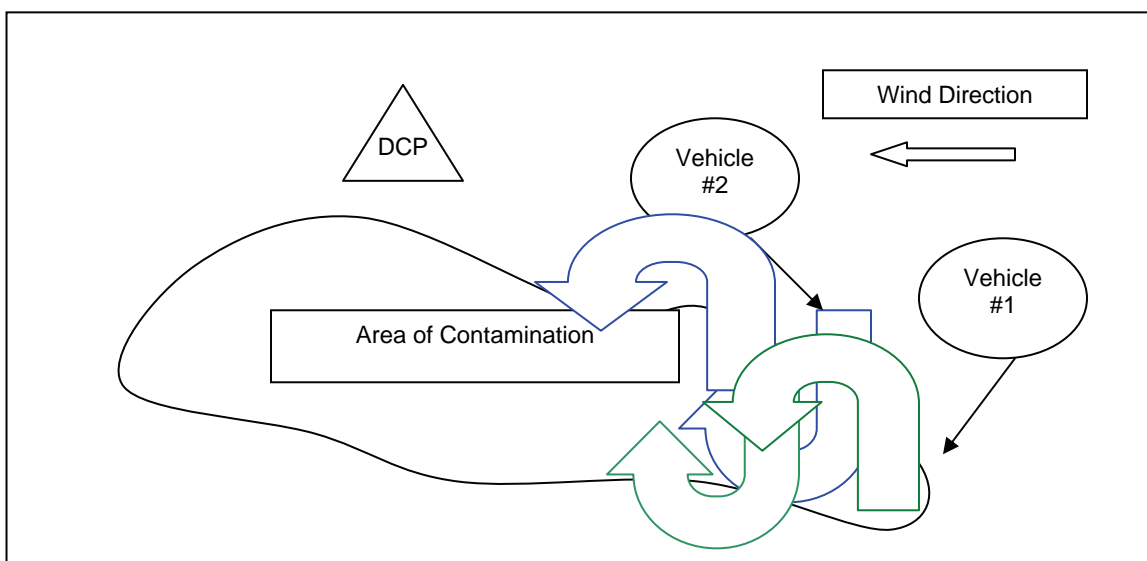 Wind Direction
DCP
Vehicle
#2
Vehicle
#1
Area of Contamination